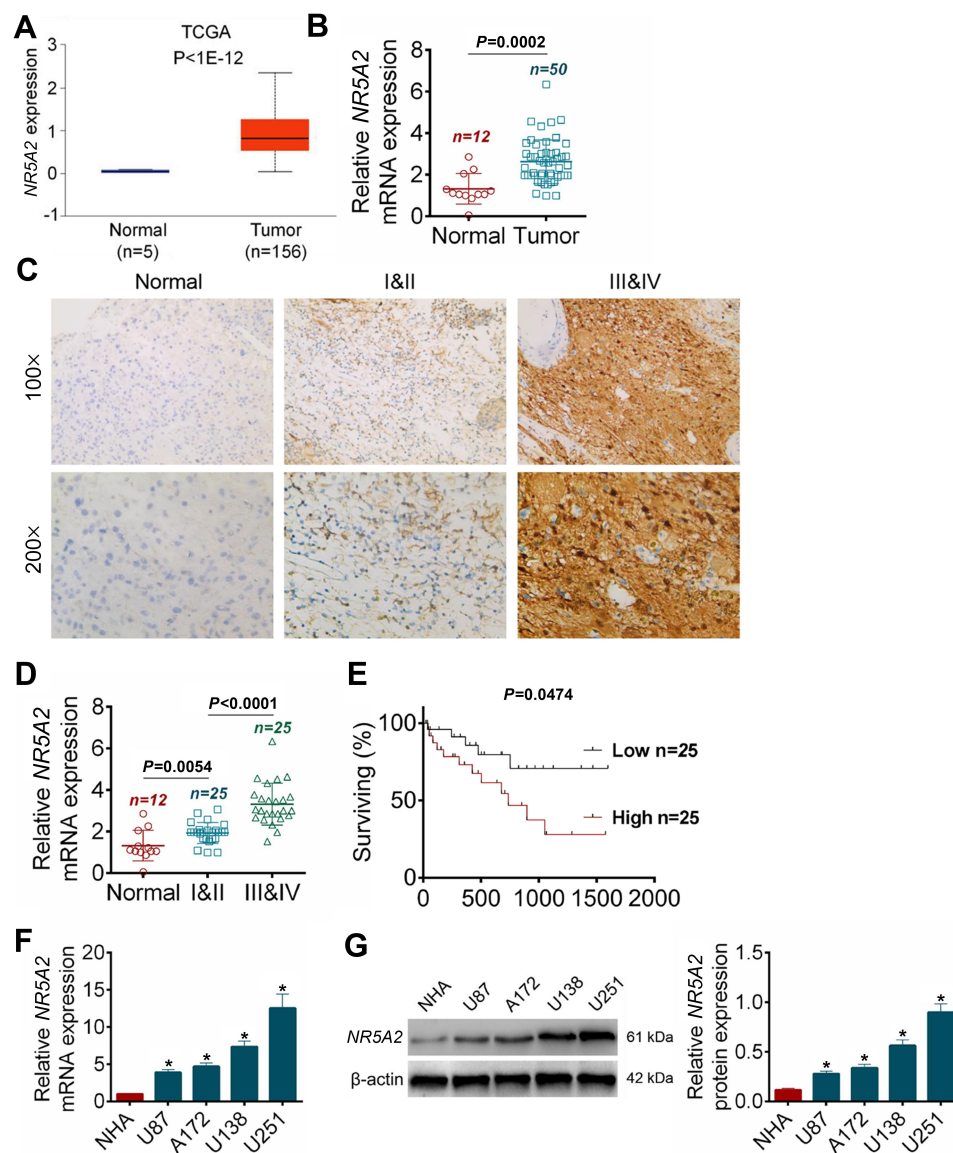 A
TCGA
P<1E-12
NR5A2 expression
3
2
1
0
-1
Normal
(n=5)
Tumor
(n=156)
B
P=0.0002
n=50
n=12
Relative NR5A2
mRNA expression
8
6
4
2
0
Normal Tumor
C
Normal I&II III&IV
100×
200×
D
P<0.0001
n=25
P=0.0054
n=25
n=12
Relative NR5A2
mRNA expression
8
6
4
2
0
Normal I&II III&IV
E
P=0.0474
Surviving (%)
100
50
0
Low n=25
High n=25
0 500 1000 1500 2000
F
Relative NR5A2
mRNA expression
20
15
10
5
0
* * * *
NHA U87 A172 U138 U251
G
NHA U87 A172 U138 U251
NR5A2 61 kDa
β-actin 42 kDa
Relative NR5A2
protein expression
1.5
1.0
0.5
0.0
* * * *
NHA U87 A172 U138 U251